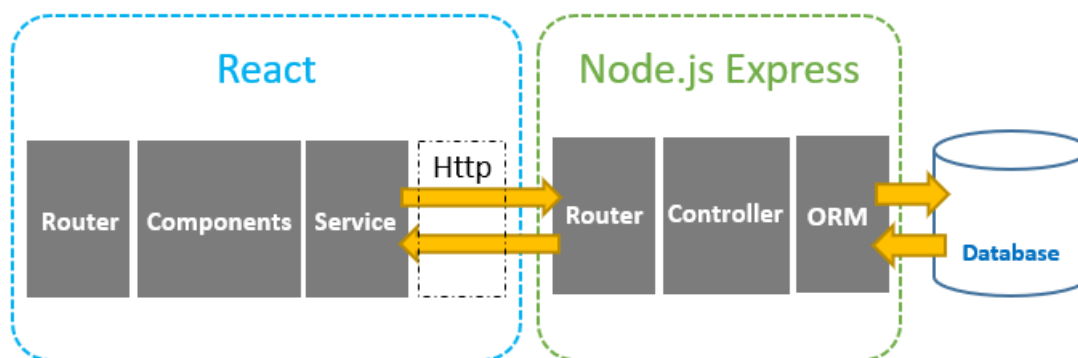 React
Node.js Express
Router
Components
Service
Http
Router
Controller
ORM
Database